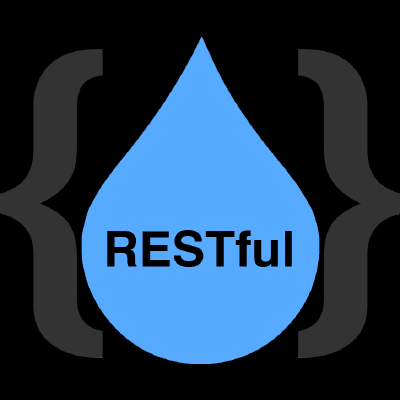 { }
RESTful